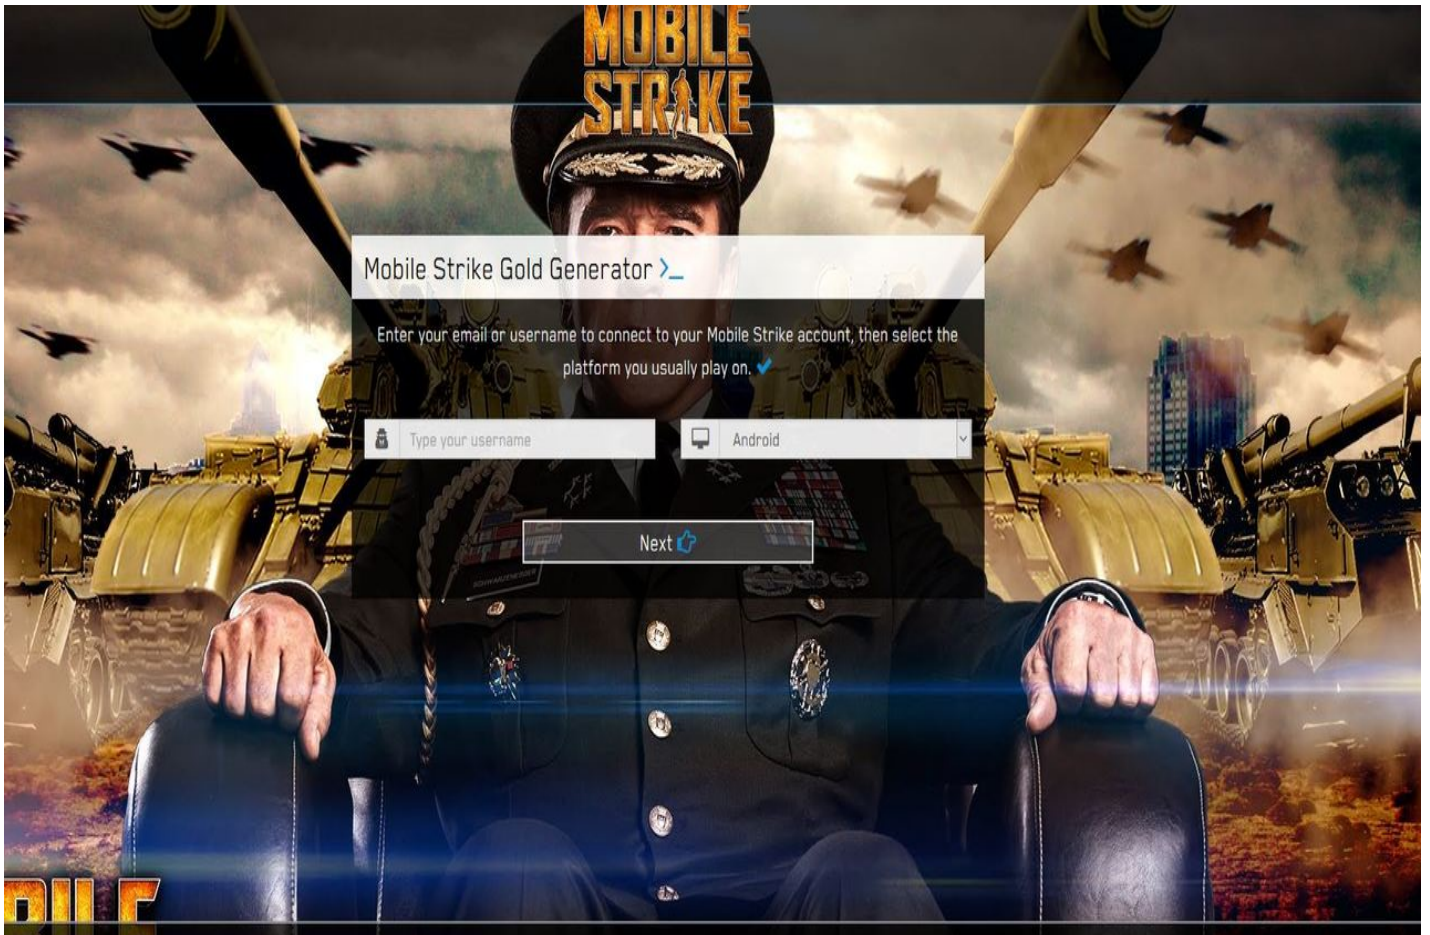 MOBILE
STRIKE
Mobile Strike Gold Generator >_
Enter your email or username to connect to your Mobile Strike account, then select the
platform you usually play on.
Type your username
Android
Next
SCHWARZENEGGER